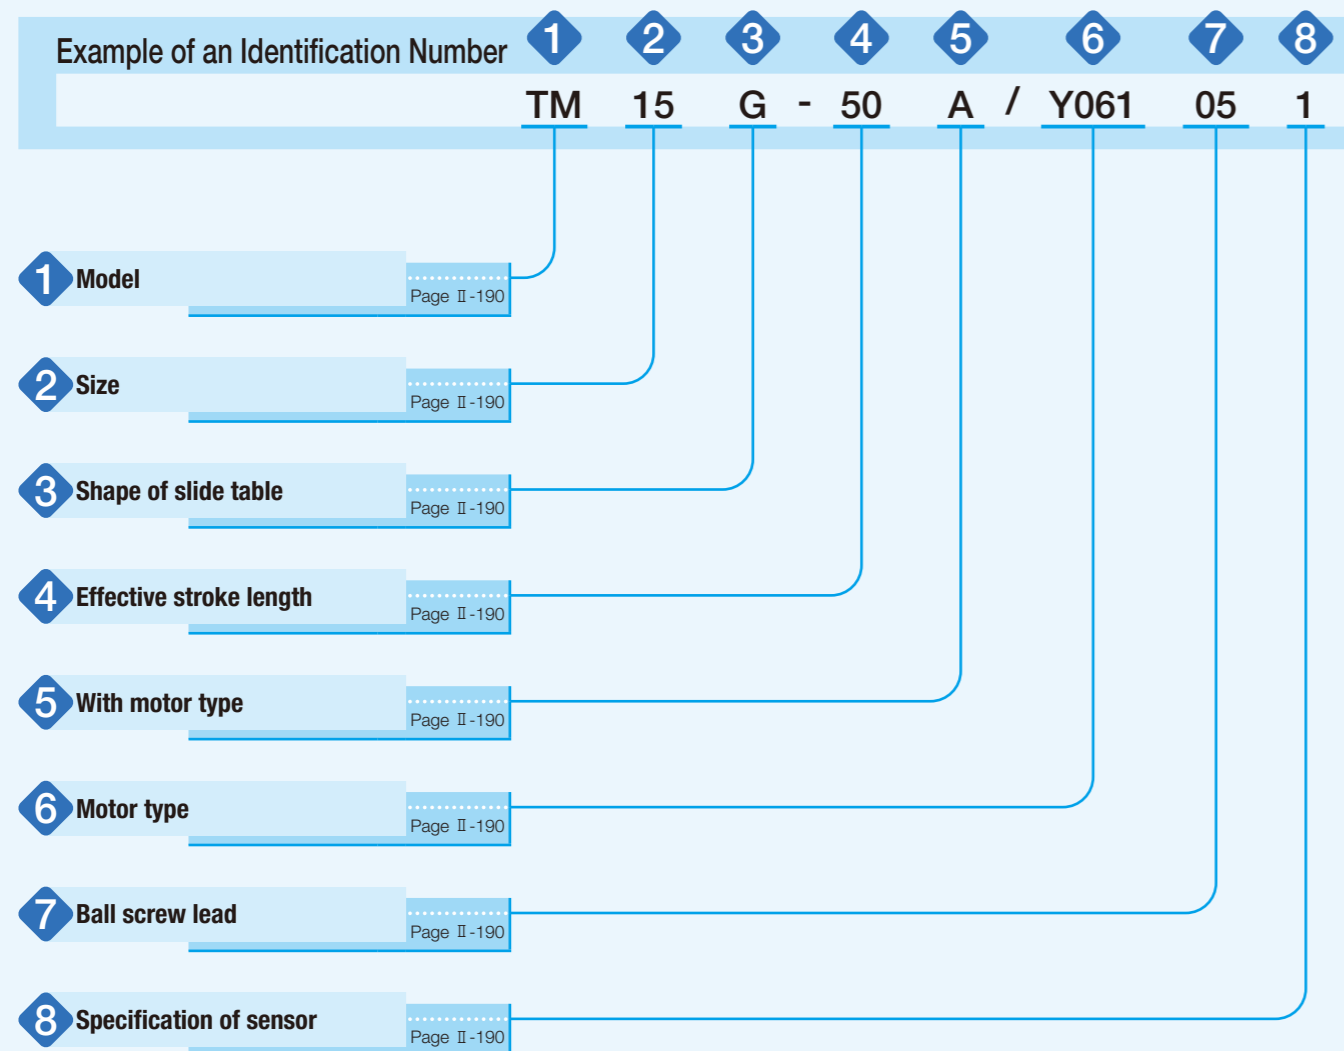 Example of an Identification Number 1 2 3 4 5 6 7 8
TM 15 G - 50 A / Y061 05 1
1 Model
Page Ⅱ-190
2 Size
Page Ⅱ-190
3 Shape of slide table
Page Ⅱ-190
4 Effective stroke length
Page Ⅱ-190
5 With motor type
Page Ⅱ-190
6 Motor type
Page Ⅱ-190
7 Ball screw lead
Page Ⅱ-190
8 Specification of sensor
Page Ⅱ-190